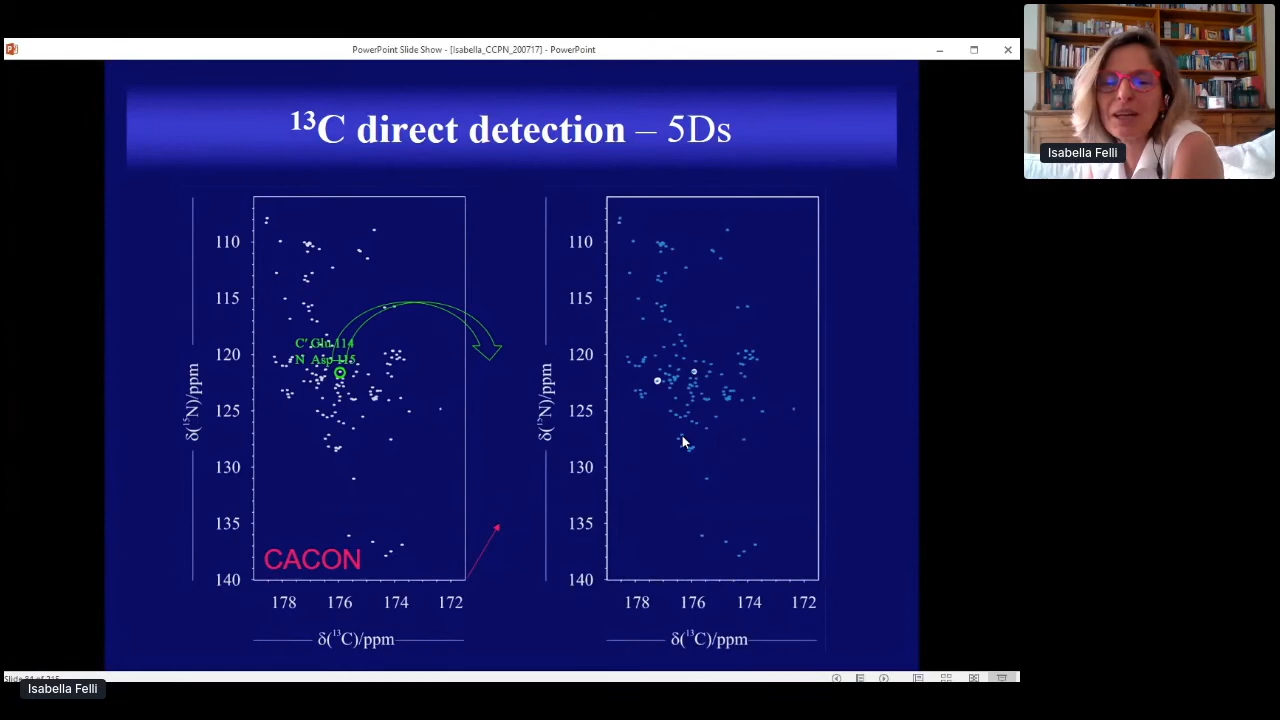 PowerPoint Slide Show - [Isabella_CCPN_200717] - PowerPoint
13C direct detection – 5Ds
110
115
120
125
130
135
140
δ(15N)/ppm
C' Glu 114
N Asp 115
CACON
178 176 174 172
δ(13C)/ppm
110
115
120
125
130
135
140
δ(15N)/ppm
178 176 174 172
δ(13C)/ppm
Isabella Felli
Isabella Felli